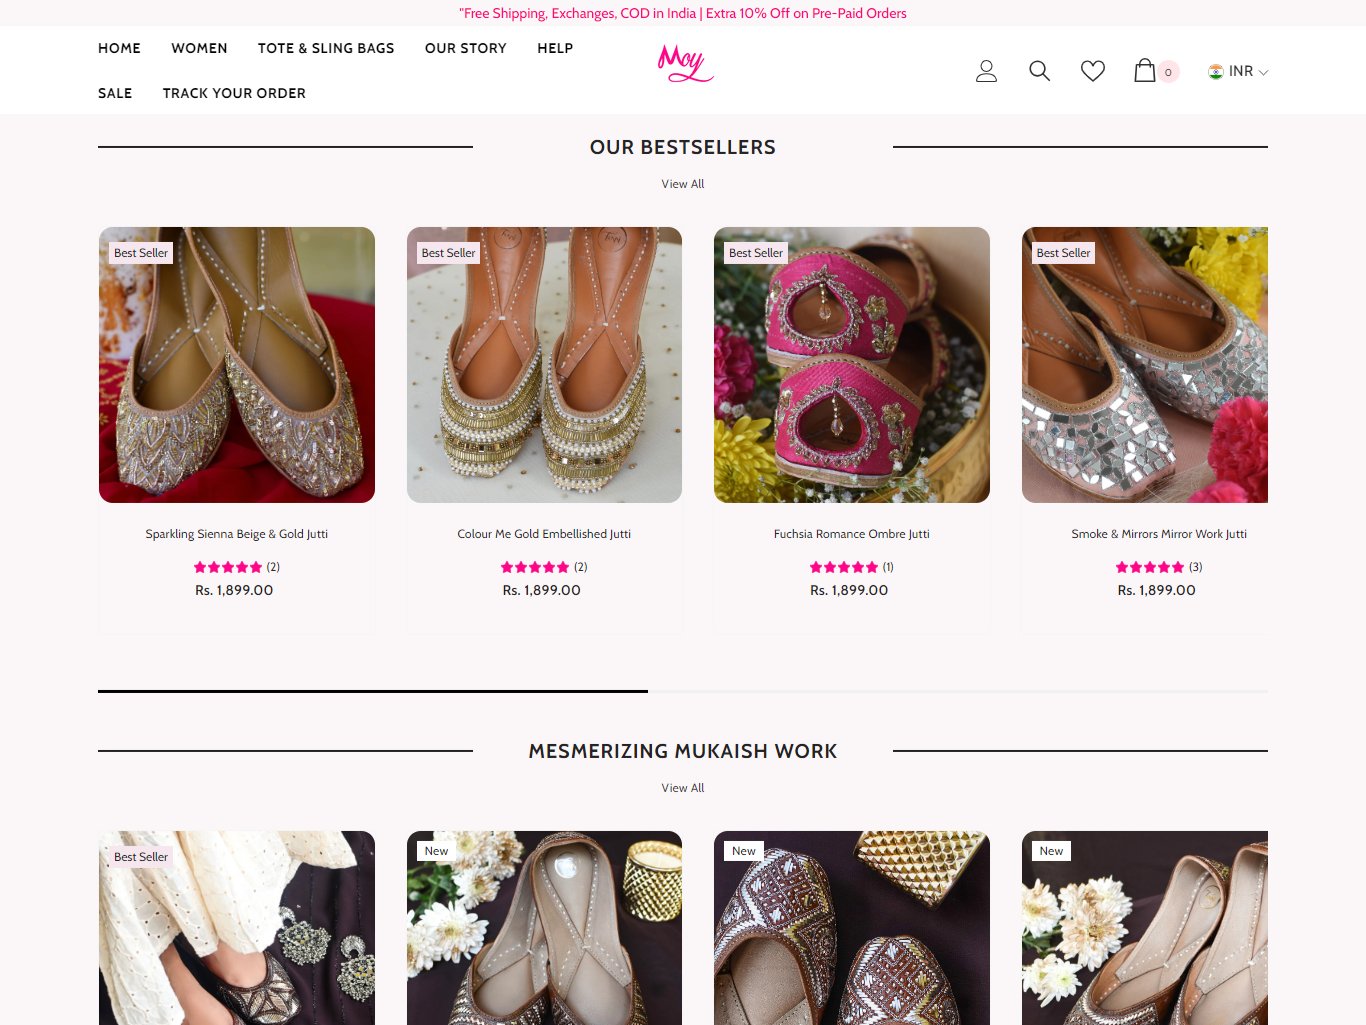 "Free Shipping, Exchanges, COD in India | Extra 10% Off on Pre-Paid Orders
HOME WOMEN TOTE & SLING BAGS OUR STORY HELP
SALE TRACK YOUR ORDER
Moy
0
INR
OUR BESTSELLERS
View All
Best Seller
Best Seller
Best Seller
Best Seller
Sparkling Sienna Beige & Gold Jutti
(2)
Rs. 1,899.00
Colour Me Gold Embellished Jutti
(2)
Rs. 1,899.00
Fuchsia Romance Ombre Jutti
(1)
Rs. 1,899.00
Smoke & Mirrors Mirror Work Jutti
(3)
Rs. 1,899.00
MESMERIZING MUKAISH WORK
View All
Best Seller
New
New
New